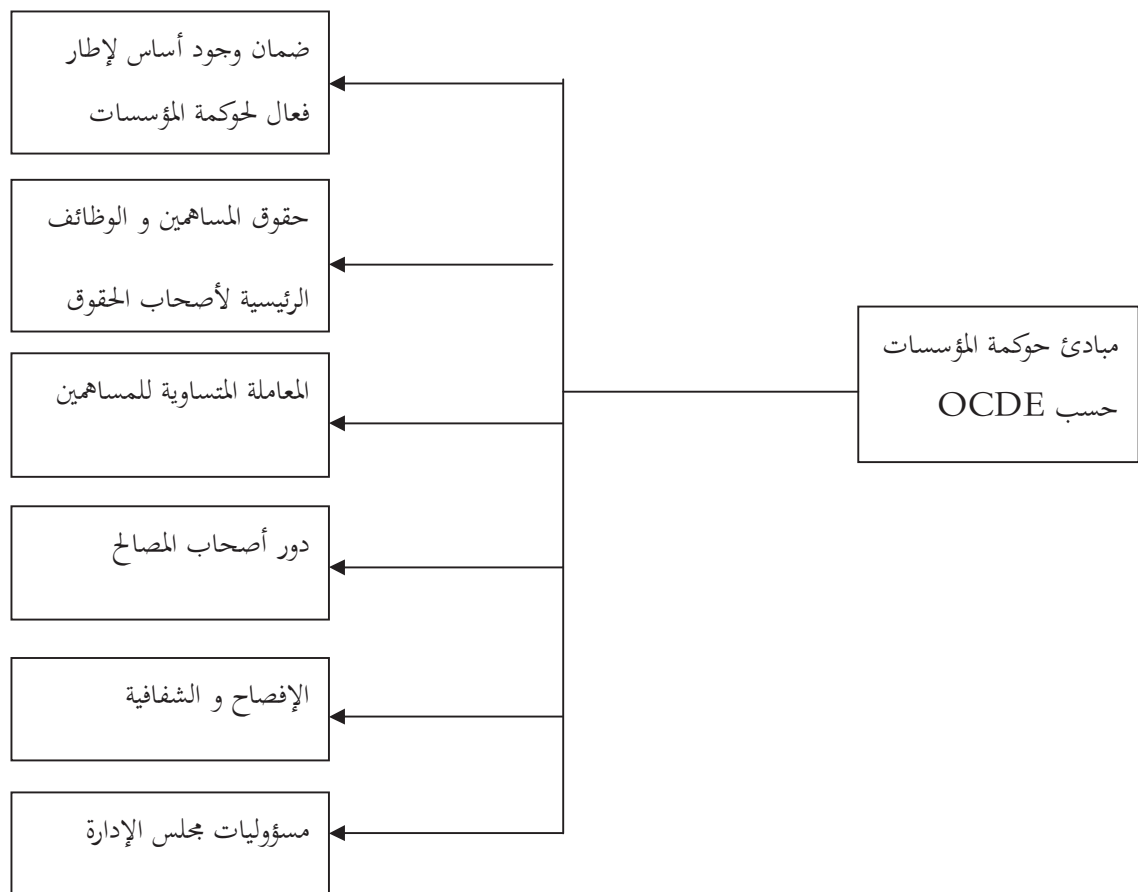 مبادئ حوكمة المؤسسات
حسب OCDE
ضمان وجود أساس لإطار
فعال لحوكمة المؤسسات
حقوق المساهمين و الوظائف
الرئيسية لأصحاب الحقوق
المعاملة المتساوية للمساهمين
دور أصحاب المصالح
الإفصاح و الشفافية
مسؤوليات مجلس الإدارة